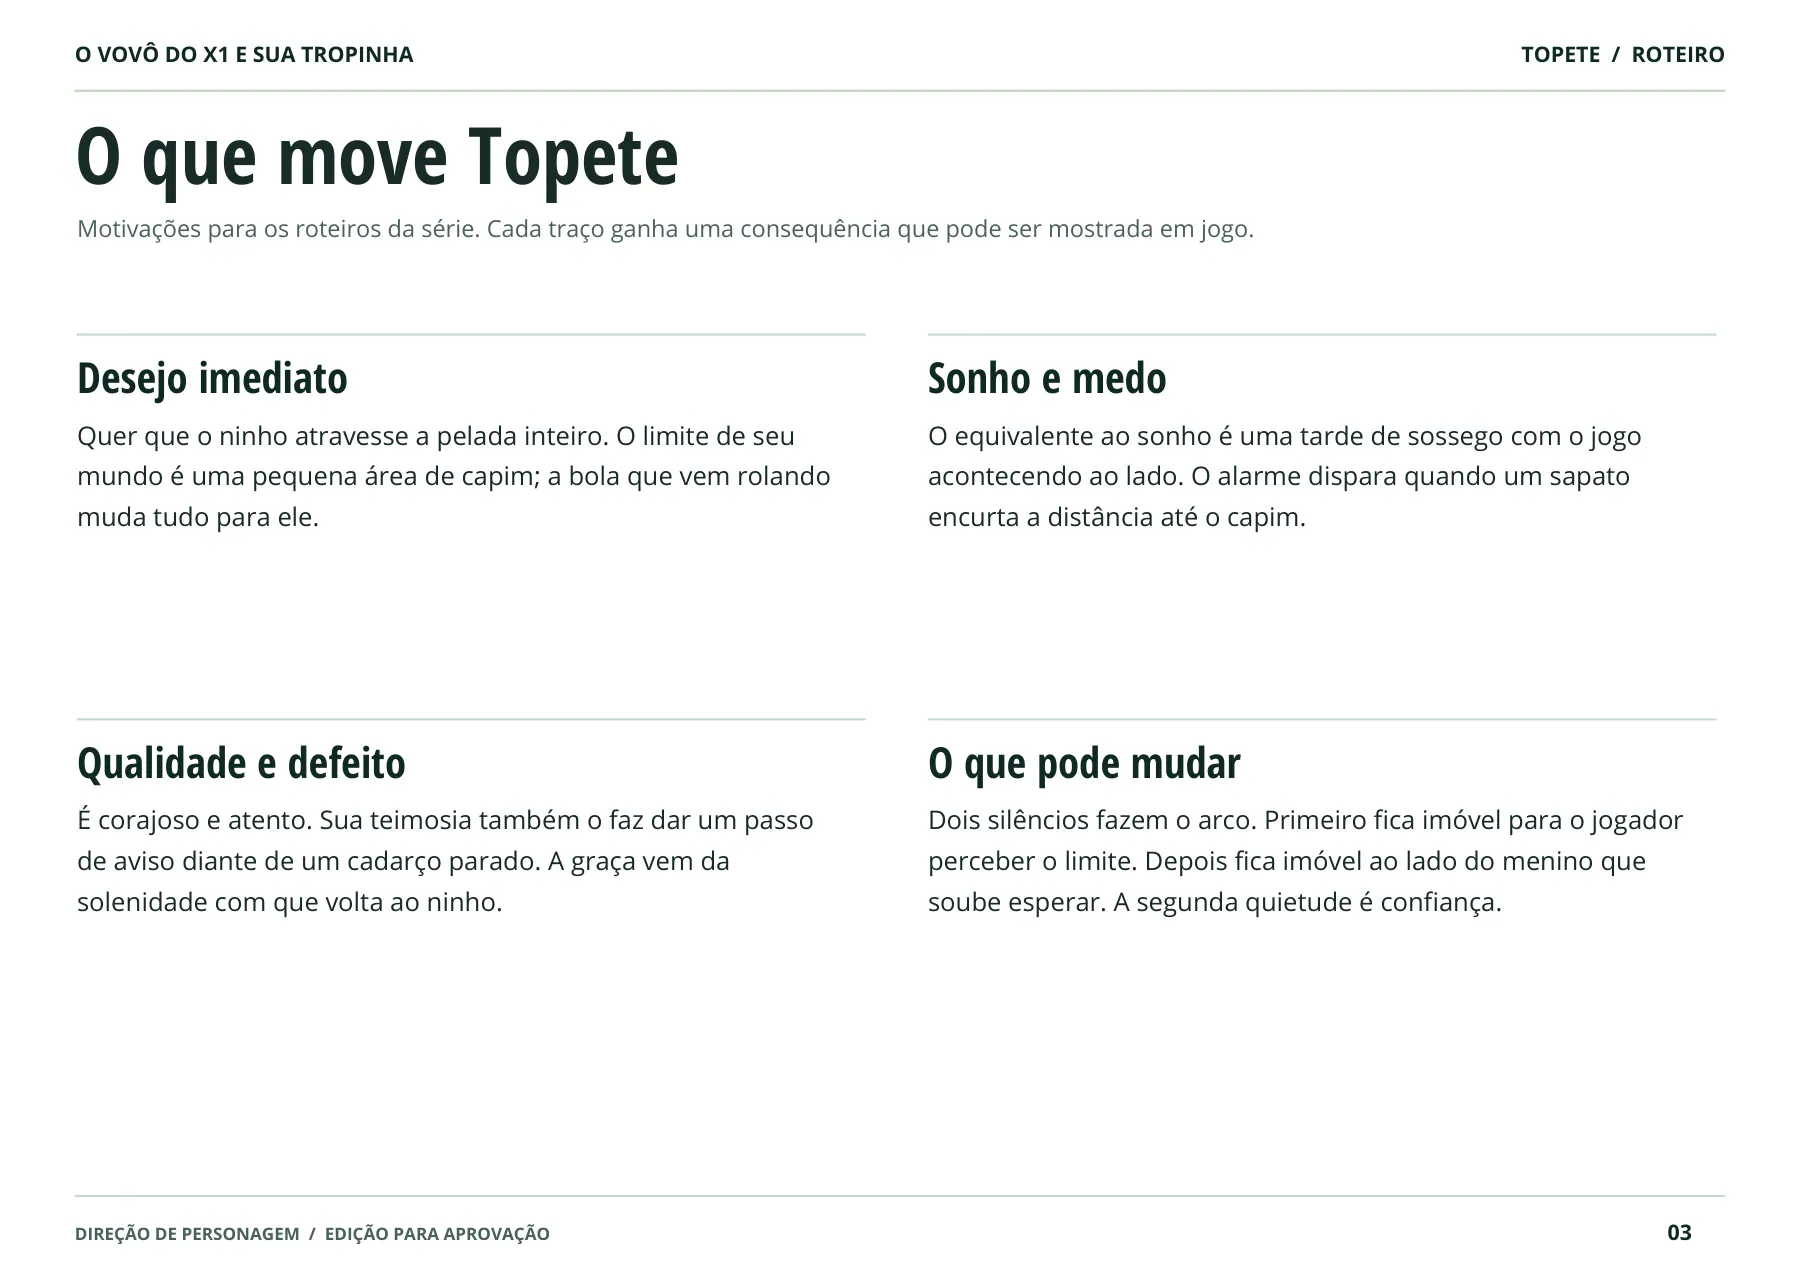 O VOVÔ DO X1 E SUA TROPINHA
TOPETE / ROTEIRO
O que move Topete
Motivações para os roteiros da série. Cada traço ganha uma consequência que pode ser mostrada em jogo.
Desejo imediato
Quer que o ninho atravesse a pelada inteiro. O limite de seu
mundo é uma pequena área de capim; a bola que vem rolando
muda tudo para ele.
Sonho e medo
O equivalente ao sonho é uma tarde de sossego com o jogo
acontecendo ao lado. O alarme dispara quando um sapato
encurta a distância até o capim.
Qualidade e defeito
É corajoso e atento. Sua teimosia também o faz dar um passo
de aviso diante de um cadarço parado. A graça vem da
solenidade com que volta ao ninho.
O que pode mudar
Dois silêncios fazem o arco. Primeiro fica imóvel para o jogador
perceber o limite. Depois fica imóvel ao lado do menino que
soube esperar. A segunda quietude é confiança.
DIREÇÃO DE PERSONAGEM / EDIÇÃO PARA APROVAÇÃO
03